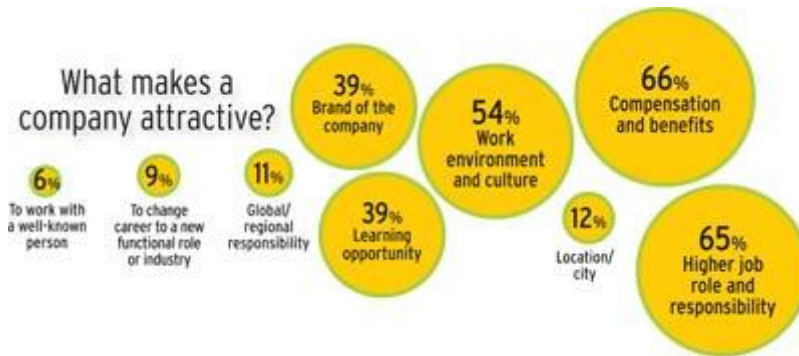 What makes a
company attractive?
6%
To work with
a well-known
person
9%
To change
career to a new
functional role
or industry
11%
Global/
regional
responsibility
39%
Brand of the
company
39%
Learning
opportunity
54%
Work
environment
and culture
12%
Location/
city
66%
Compensation
and benefits
65%
Higher job
role and
responsibility